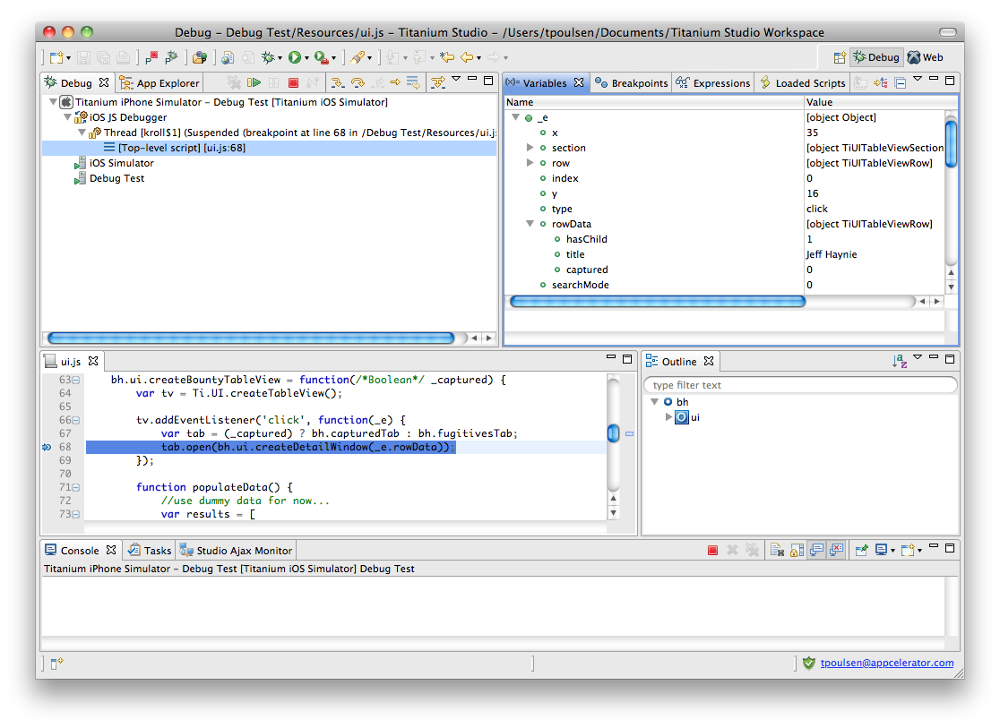 Debug – Debug Test/Resources/ui.js – Titanium Studio – /Users/tpoulsen/Documents/Titanium Studio Workspace
Debug Web
Debug App Explorer
Titanium iPhone Simulator – Debug Test [Titanium iOS Simulator]
iOS JS Debugger
Thread [kroll$1] (Suspended (breakpoint at line 68 in /Debug Test/Resources/ui.j
[Top-level script] [ui.js:68]
iOS Simulator
Debug Test
(x)= Variables Breakpoints Expressions Loaded Scripts
Name Value
_e [object Object]
x 35
section [object TiUITableViewSection
row [object TiUITableViewRow]
index 0
y 16
type click
rowData [object TiUITableViewRow]
hasChild 1
title Jeff Haynie
captured 0
searchMode 0
ui.js
63 bh.ui.createBountyTableView = function(/*Boolean*/ _captured) {
64 var tv = Ti.UI.createTableView();
65
66 tv.addEventListener('click', function(_e) {
67 var tab = (_captured) ? bh.capturedTab : bh.fugitivesTab;
68 tab.open(bh.ui.createDetailWindow(_e.rowData));
69 });
70
71 function populateData() {
72 //use dummy data for now...
73 var results = [
Outline
type filter text
bh
ui
Console Tasks Studio Ajax Monitor
Titanium iPhone Simulator – Debug Test [Titanium iOS Simulator] Debug Test
tpoulsen@appcelerator.com